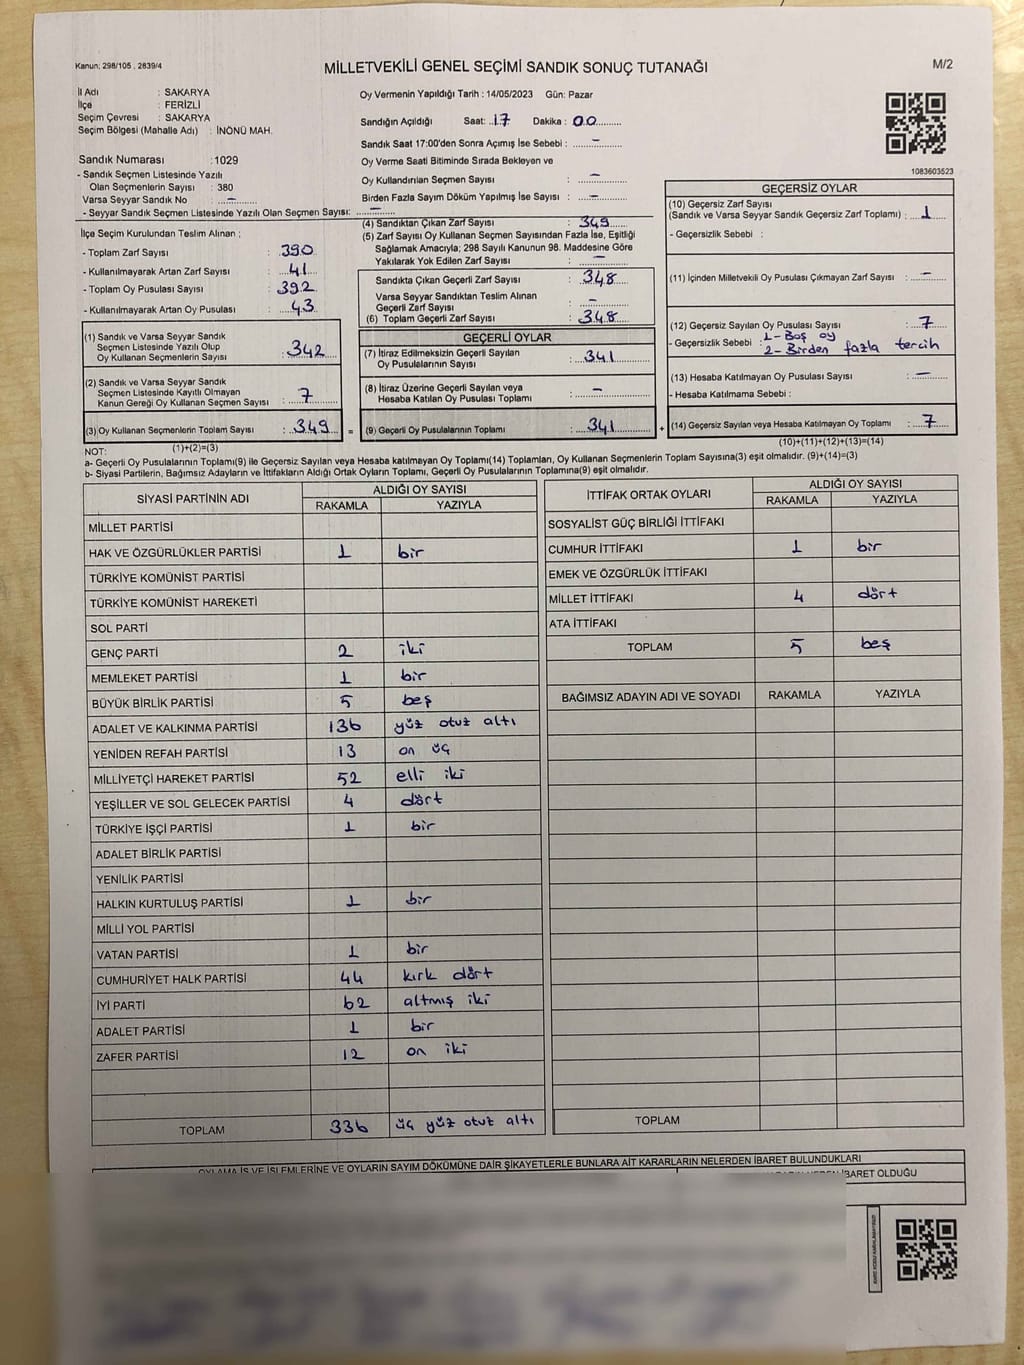 Kanun: 298/105 , 2839/4
MİLLETVEKİLİ GENEL SEÇİMİ SANDIK SONUÇ TUTANAĞI
M/2
İl Adı : SAKARYA
İlçe : FERİZLİ
Seçim Çevresi : SAKARYA
Seçim Bölgesi (Mahalle Adı) : İNÖNÜ MAH.
Sandık Numarası : 1029
- Sandık Seçmen Listesinde Yazılı
Olan Seçmenlerin Sayısı : 380
Varsa Seyyar Sandık No : –
- Seyyar Sandık Seçmen Listesinde Yazılı Olan Seçmen Sayısı: –
Oy Vermenin Yapıldığı Tarih : 14/05/2023 Gün: Pazar
Sandığın Açıldığı Saat: 17 Dakika : 00
Sandık Saat 17:00'den Sonra Açımış İse Sebebi : –
Oy Verme Saati Bitiminde Sırada Bekleyen ve
Oy Kullandırılan Seçmen Sayısı : –
Birden Fazla Sayım Döküm Yapılmış İse Sayısı : –
1083603523
İlçe Seçim Kurulundan Teslim Alınan :
- Toplam Zarf Sayısı : 390
- Kullanılmayarak Artan Zarf Sayısı : 41
- Toplam Oy Pusulası Sayısı : 392
- Kullanılmayarak Artan Oy Pusulası : 43
(1) Sandık ve Varsa Seyyar Sandık
Seçmen Listesinde Yazılı Olup
Oy Kullanan Seçmenlerin Sayısı : 342
(2) Sandık ve Varsa Seyyar Sandık
Seçmen Listesinde Kayıtlı Olmayan
Kanun Gereği Oy Kullanan Seçmen Sayısı : 7
(3) Oy Kullanan Seçmenlerin Toplam Sayısı : 349 =
(4) Sandıktan Çıkan Zarf Sayısı : 349
(5) Zarf Sayısı Oy Kullanan Seçmen Sayısından Fazla İse, Eşitliği
Sağlamak Amacıyla; 298 Sayılı Kanunun 98. Maddesine Göre
Yakılarak Yok Edilen Zarf Sayısı : –
Sandıkta Çıkan Geçerli Zarf Sayısı : 348
Varsa Seyyar Sandıktan Teslim Alınan
Geçerli Zarf Sayısı : –
(6) Toplam Geçerli Zarf Sayısı : 348
GEÇERLİ OYLAR
(7) İtiraz Edilmeksizin Geçerli Sayılan
Oy Pusulasının Sayısı : 341
(8) İtiraz Üzerine Geçerli Sayılan veya
Hesaba Katılan Oy Pusulası Toplamı : –
(9) Geçerli Oy Pusulalarının Toplamı : 341 +
GEÇERSİZ OYLAR
(10) Geçersiz Zarf Sayısı
(Sandık ve Varsa Seyyar Sandık Geçersiz Zarf Toplamı) : 1
- Geçersizlik Sebebi :
(11) İçinden Milletvekili Oy Pusulası Çıkmayan Zarf Sayısı : –
(12) Geçersiz Sayılan Oy Pusulası Sayısı : 7
- Geçersizlik Sebebi : 1- Boş oy
2- Birden fazla tercih
(13) Hesaba Katılmayan Oy Pusulası Sayısı : –
- Hesaba Katılmama Sebebi :
(14) Geçersiz Sayılan veya Hesaba Katılmayan Oy Toplamı : 7
NOT: (1)+(2)=(3)
(10)+(11)+(12)+(13)=(14)
a- Geçerli Oy Pusulalarının Toplamı(9) ile Geçersiz Sayılan veya Hesaba katılmayan Oy Toplamı(14) Toplamları, Oy Kullanan Seçmenlerin Toplam Sayısına(3) eşit olmalıdır. (9)+(14)=(3)
b- Siyasi Partilerin, Bağımsız Adayların ve İttifakların Aldığı Ortak Oyların Toplamı, Geçerli Oy Pusulalarının Toplamına(9) eşit olmalıdır.
SİYASİ PARTİNİN ADI ALDIĞI OY SAYISI
RAKAMLA YAZIYLA
MİLLET PARTİSİ
HAK VE ÖZGÜRLÜKLER PARTİSİ 1 bir
TÜRKİYE KOMÜNİST PARTİSİ
TÜRKİYE KOMÜNİST HAREKETİ
SOL PARTİ
GENÇ PARTİ 2 iki
MEMLEKET PARTİSİ 1 bir
BÜYÜK BİRLİK PARTİSİ 5 beş
ADALET VE KALKINMA PARTİSİ 136 yüz otuz altı
YENİDEN REFAH PARTİSİ 13 on üç
MİLLİYETÇİ HAREKET PARTİSİ 52 elli iki
YEŞİLLER VE SOL GELECEK PARTİSİ 4 dört
TÜRKİYE İŞÇİ PARTİSİ 1 bir
ADALET BİRLİK PARTİSİ
YENİLİK PARTİSİ
HALKIN KURTULUŞ PARTİSİ 1 bir
MİLLİ YOL PARTİSİ
VATAN PARTİSİ 1 bir
CUMHURİYET HALK PARTİSİ 44 kırk dört
İYİ PARTİ 62 altmış iki
ADALET PARTİSİ 1 bir
ZAFER PARTİSİ 12 on iki
TOPLAM 336 üç yüz otuz altı
İTTİFAK ORTAK OYLARI ALDIĞI OY SAYISI
RAKAMLA YAZIYLA
SOSYALİST GÜÇ BİRLİĞİ İTTİFAKI
CUMHUR İTTİFAKI 1 bir
EMEK VE ÖZGÜRLÜK İTTİFAKI
MİLLET İTTİFAKI 4 dört
ATA İTTİFAKI
TOPLAM 5 beş
BAĞIMSIZ ADAYIN ADI VE SOYADI RAKAMLA YAZIYLA
TOPLAM
OYLAMA İŞ VE İŞLEMLERİNE VE OYLARIN SAYIM DÖKÜMÜNE DAİR ŞİKAYETLERLE BUNLARA AİT KARARLARIN NELERDEN İBARET BULUNDUKLARI
İBARET OLDUĞU